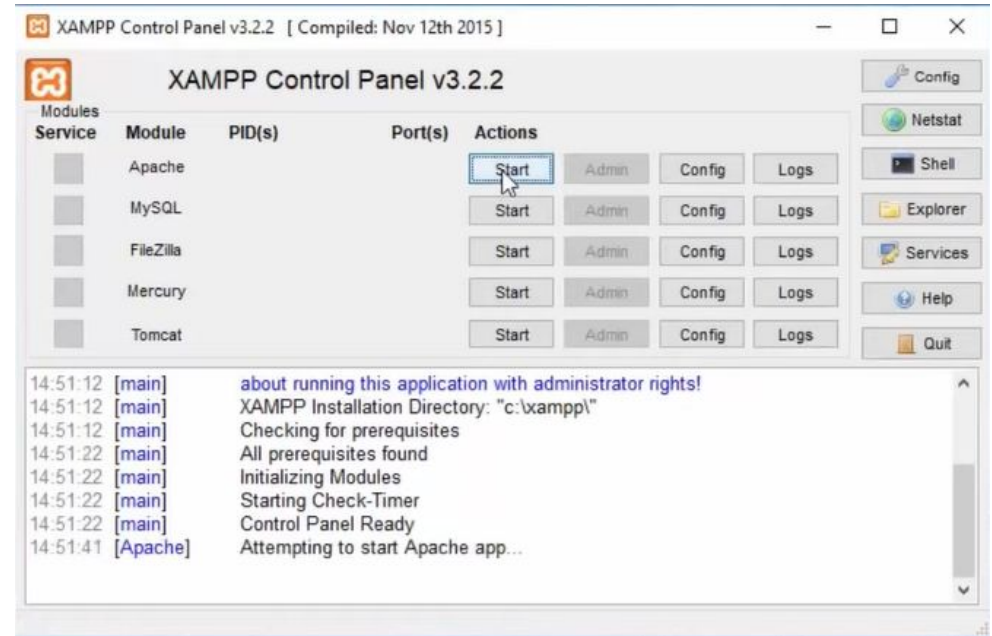 XAMPP Control Panel v3.2.2 [ Compiled: Nov 12th 2015 ]
XAMPP Control Panel v3.2.2
Config
Modules
Service Module PID(s) Port(s) Actions
Netstat
Apache Start Admin Config Logs
Shell
MySQL Start Admin Config Logs
Explorer
FileZilla Start Admin Config Logs
Services
Mercury Start Admin Config Logs
Help
Tomcat Start Admin Config Logs
Quit
14:51:12 [main] about running this application with administrator rights!
14:51:12 [main] XAMPP Installation Directory: "c:\xampp\"
14:51:12 [main] Checking for prerequisites
14:51:22 [main] All prerequisites found
14:51:22 [main] Initializing Modules
14:51:22 [main] Starting Check-Timer
14:51:22 [main] Control Panel Ready
14:51:41 [Apache] Attempting to start Apache app...